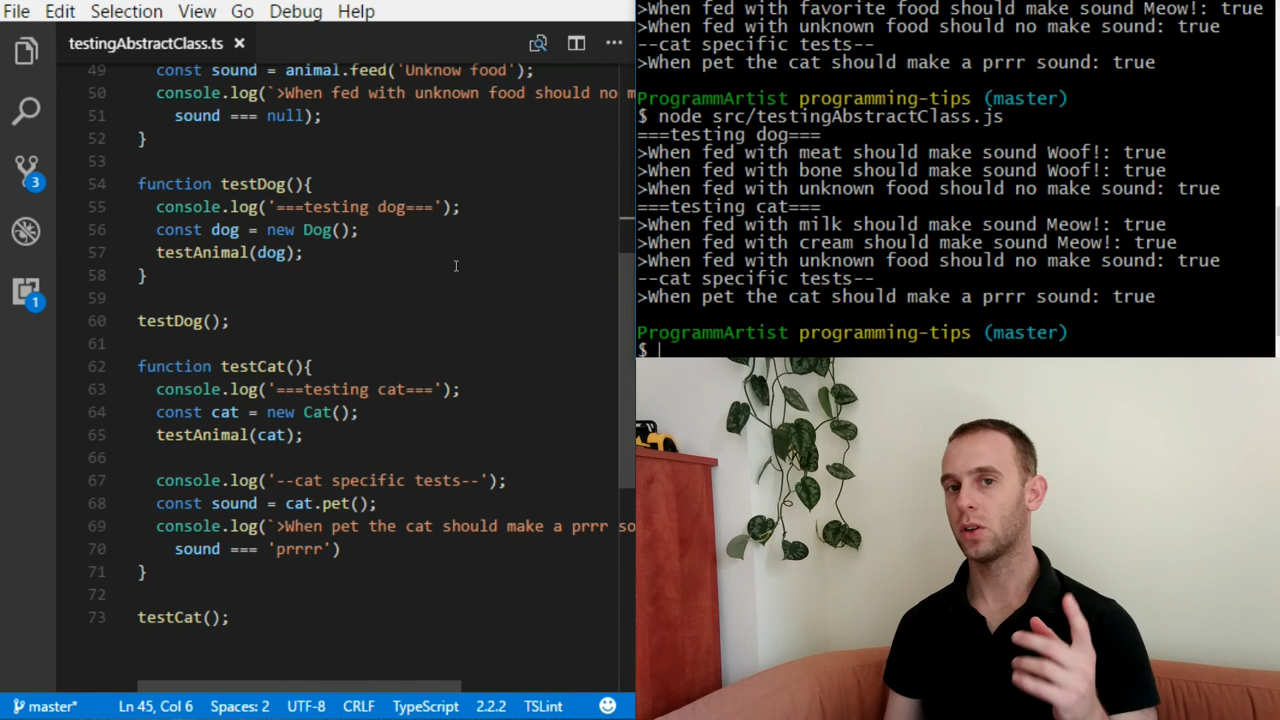 File Edit Selection View Go Debug Help
testingAbstractClass.ts ×
49 const sound = animal.feed('Unknow food');
50 console.log(`>When fed with unknown food should no m
51 sound === null);
52 }
53
54 function testDog(){
55 console.log('===testing dog===');
56 const dog = new Dog();
57 testAnimal(dog);
58 }
59
60 testDog();
61
62 function testCat(){
63 console.log('===testing cat===');
64 const cat = new Cat();
65 testAnimal(cat);
66
67 console.log('--cat specific tests--');
68 const sound = cat.pet();
69 console.log(`>When pet the cat should make a prrr so
70 sound === 'prrrr')
71 }
72
73 testCat();
3
1
master* Ln 45, Col 6 Spaces: 2 UTF-8 CRLF TypeScript 2.2.2 TSLint
>When fed with favorite food should make sound Meow!: true
>When fed with unknown food should no make sound: true
--cat specific tests--
>When pet the cat should make a prrr sound: true
ProgrammArtist programming-tips (master)
$ node src/testingAbstractClass.js
===testing dog===
>When fed with meat should make sound Woof!: true
>When fed with bone should make sound Woof!: true
>When fed with unknown food should no make sound: true
===testing cat===
>When fed with milk should make sound Meow!: true
>When fed with cream should make sound Meow!: true
>When fed with unknown food should no make sound: true
--cat specific tests--
>When pet the cat should make a prrr sound: true
ProgrammArtist programming-tips (master)
$